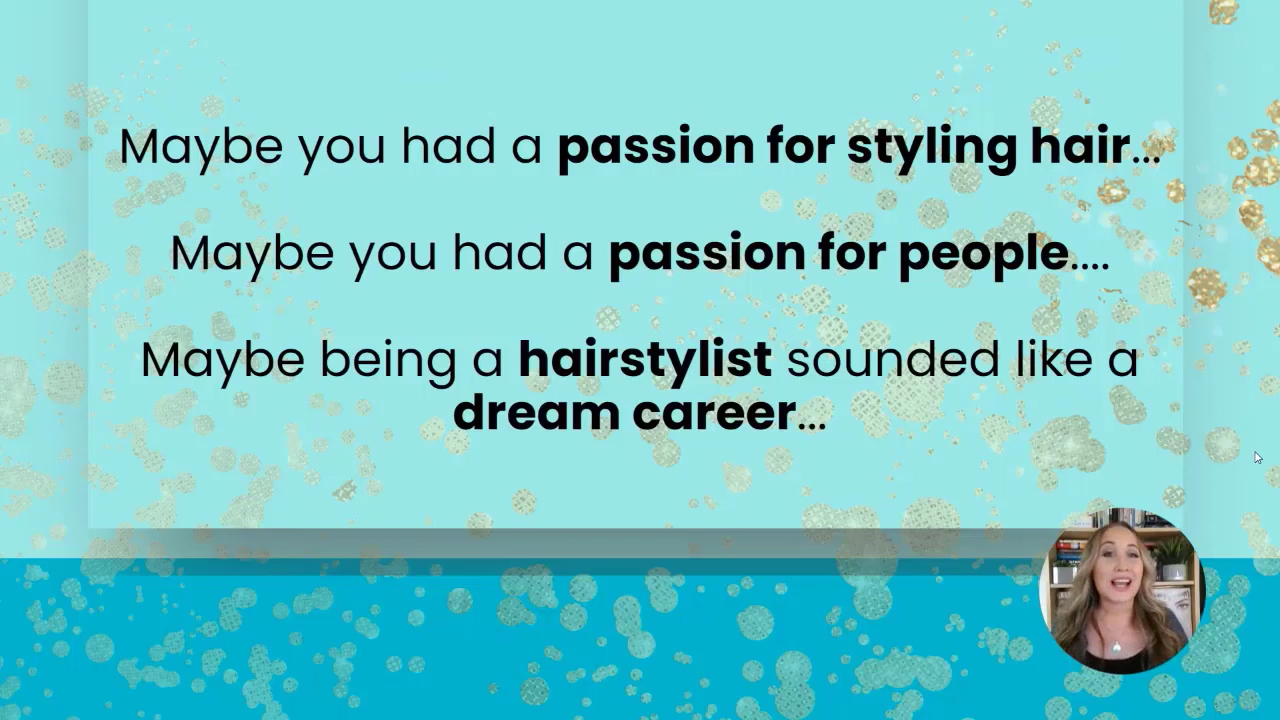 Maybe you had a passion for styling hair...
Maybe you had a passion for people....
Maybe being a hairstylist sounded like a
dream career...